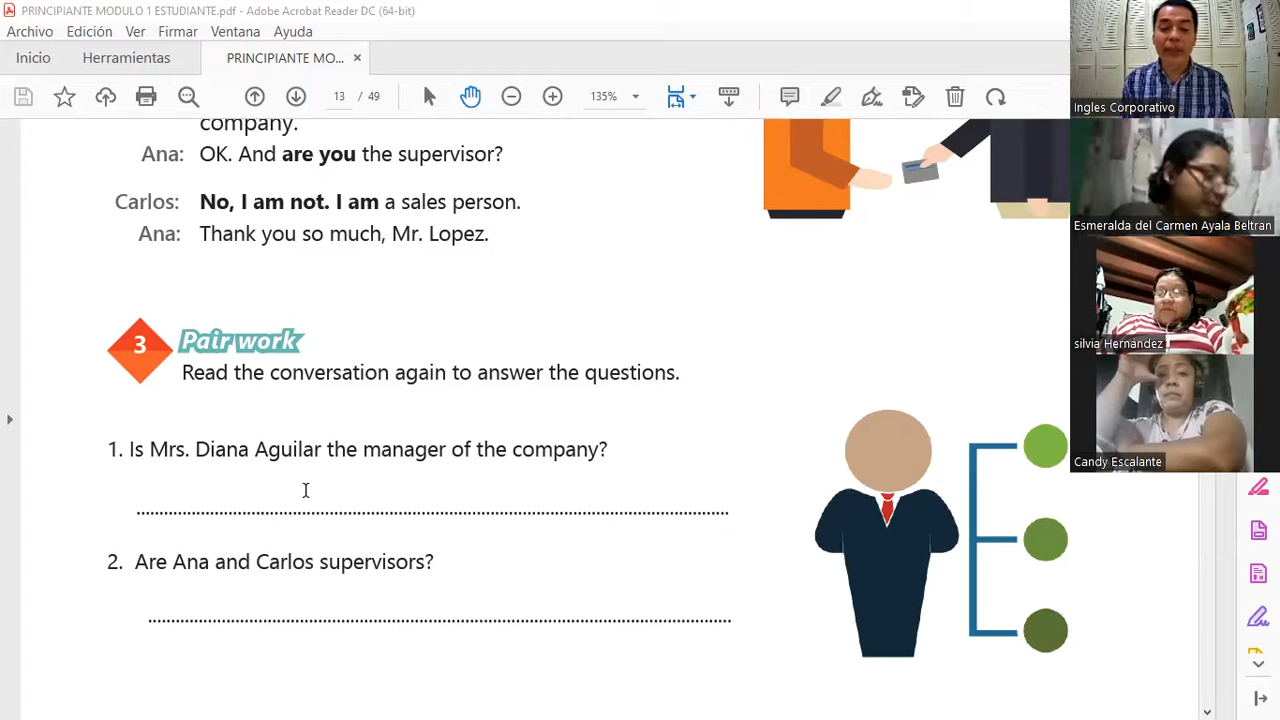 PRINCIPIANTE MODULO 1 ESTUDIANTE.pdf - Adobe Acrobat Reader DC (64-bit)
Archivo Edición Ver Firmar Ventana Ayuda
Inicio Herramientas PRINCIPIANTE MO... ×
13 / 49 135%
company.
Ana: OK. And are you the supervisor?
Carlos: No, I am not. I am a sales person.
Ana: Thank you so much, Mr. Lopez.
3 Pair work
Read the conversation again to answer the questions.
1. Is Mrs. Diana Aguilar the manager of the company?
2. Are Ana and Carlos supervisors?
Ingles Corporativo
Esmeralda del Carmen Ayala Beltran
silvia Hernández
Candy Escalante